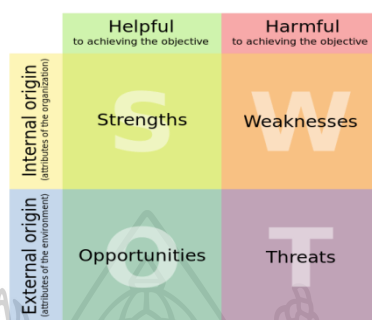 Helpful
to achieving the objective
Harmful
to achieving the objective
Internal origin
(attributes of the organization)
S
Strengths
W
Weaknesses
External origin
(attributes of the environment)
O
Opportunities
T
Threats